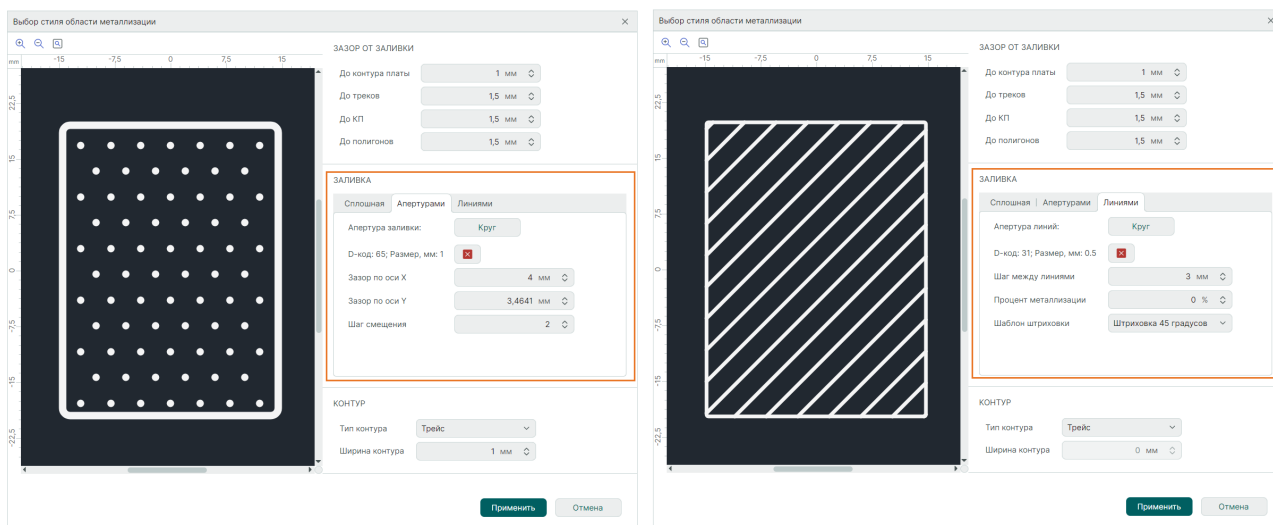 Выбор стиля области металлизации
mm
-15
-7,5
0
7,5
15
22,5
15
7,5
0
-7,5
-15
-22,5
ЗАЗОР ОТ ЗАЛИВКИ
До контура платы 1 мм
До треков 1,5 мм
До КП 1,5 мм
До полигонов 1,5 мм
ЗАЛИВКА
Сплошная Апертурами Линиями
Апертура заливки: Круг
D-код: 65; Размер, мм: 1
Зазор по оси X 4 мм
Зазор по оси Y 3,4641 мм
Шаг смещения 2
КОНТУР
Тип контура Трейс
Ширина контура 1 мм
Применить Отмена
Выбор стиля области металлизации
mm
-15
-7,5
0
7,5
15
22,5
15
7,5
0
-7,5
-15
-22,5
ЗАЗОР ОТ ЗАЛИВКИ
До контура платы 1 мм
До треков 1,5 мм
До КП 1,5 мм
До полигонов 1,5 мм
ЗАЛИВКА
Сплошная Апертурами Линиями
Апертура линий: Круг
D-код: 31; Размер, мм: 0.5
Шаг между линиями 3 мм
Процент металлизации 0 %
Шаблон штриховки Штриховка 45 градусов
КОНТУР
Тип контура Трейс
Ширина контура 0 мм
Применить Отмена